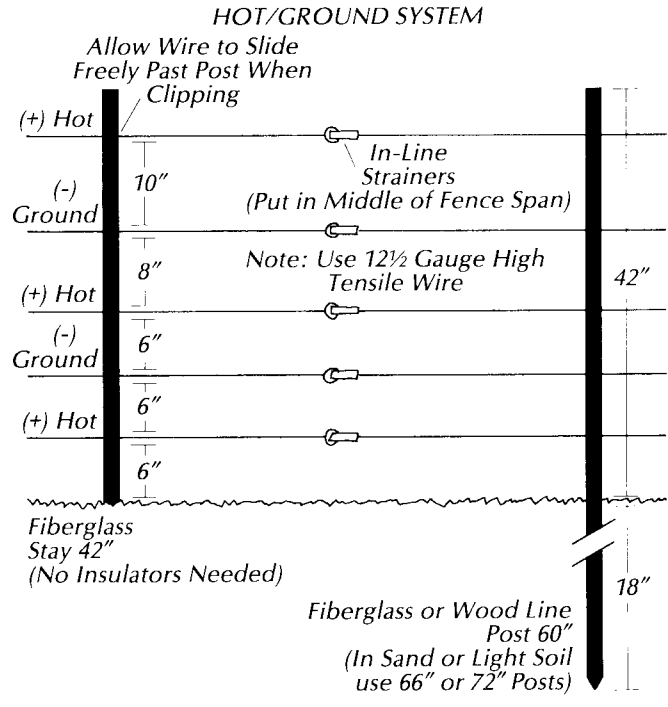 HOT/GROUND SYSTEM
Allow Wire to Slide
Freely Past Post When
Clipping
(+) Hot
In-Line
Strainers
(Put in Middle of Fence Span)
10"
(-)
Ground
Note: Use 12½ Gauge High
Tensile Wire
8"
42"
(+) Hot
(-)
Ground
6"
(+) Hot
6"
6"
Fiberglass
Stay 42"
(No Insulators Needed)
18"
Fiberglass or Wood Line
Post 60"
(In Sand or Light Soil
use 66" or 72" Posts)